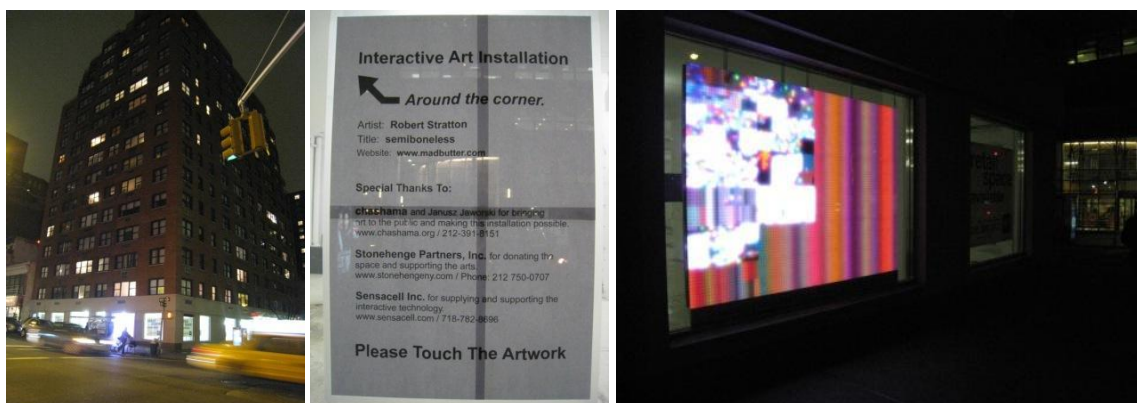 Interactive Art Installation
Around the corner.
Artist: Robert Stratton
Title: semiboneless
Website: www.madbutter.com
Special Thanks To:
chashama and Janusz Jaworski for bringing
art to the public and making this installation possible.
www.chashama.org / 212-391-8151
Stonehenge Partners, Inc. for donating the
space and supporting the arts.
www.stonehengeny.com / Phone: 212 750-0707
Sensacell Inc. for supplying and supporting the
interactive technology.
www.sensacell.com / 718-782-8696
Please Touch The Artwork
retail
Space